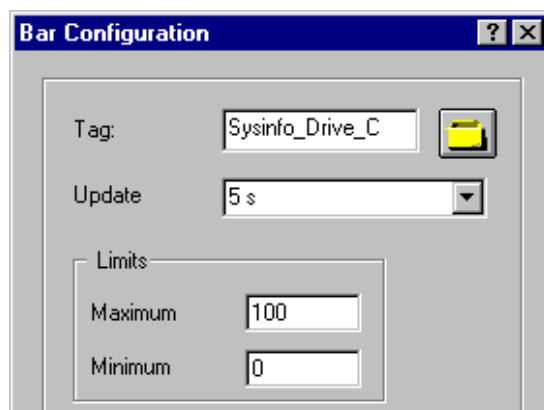 Bar Configuration
Tag: Sysinfo_Drive_C
Update 5 s
Limits
Maximum 100
Minimum 0